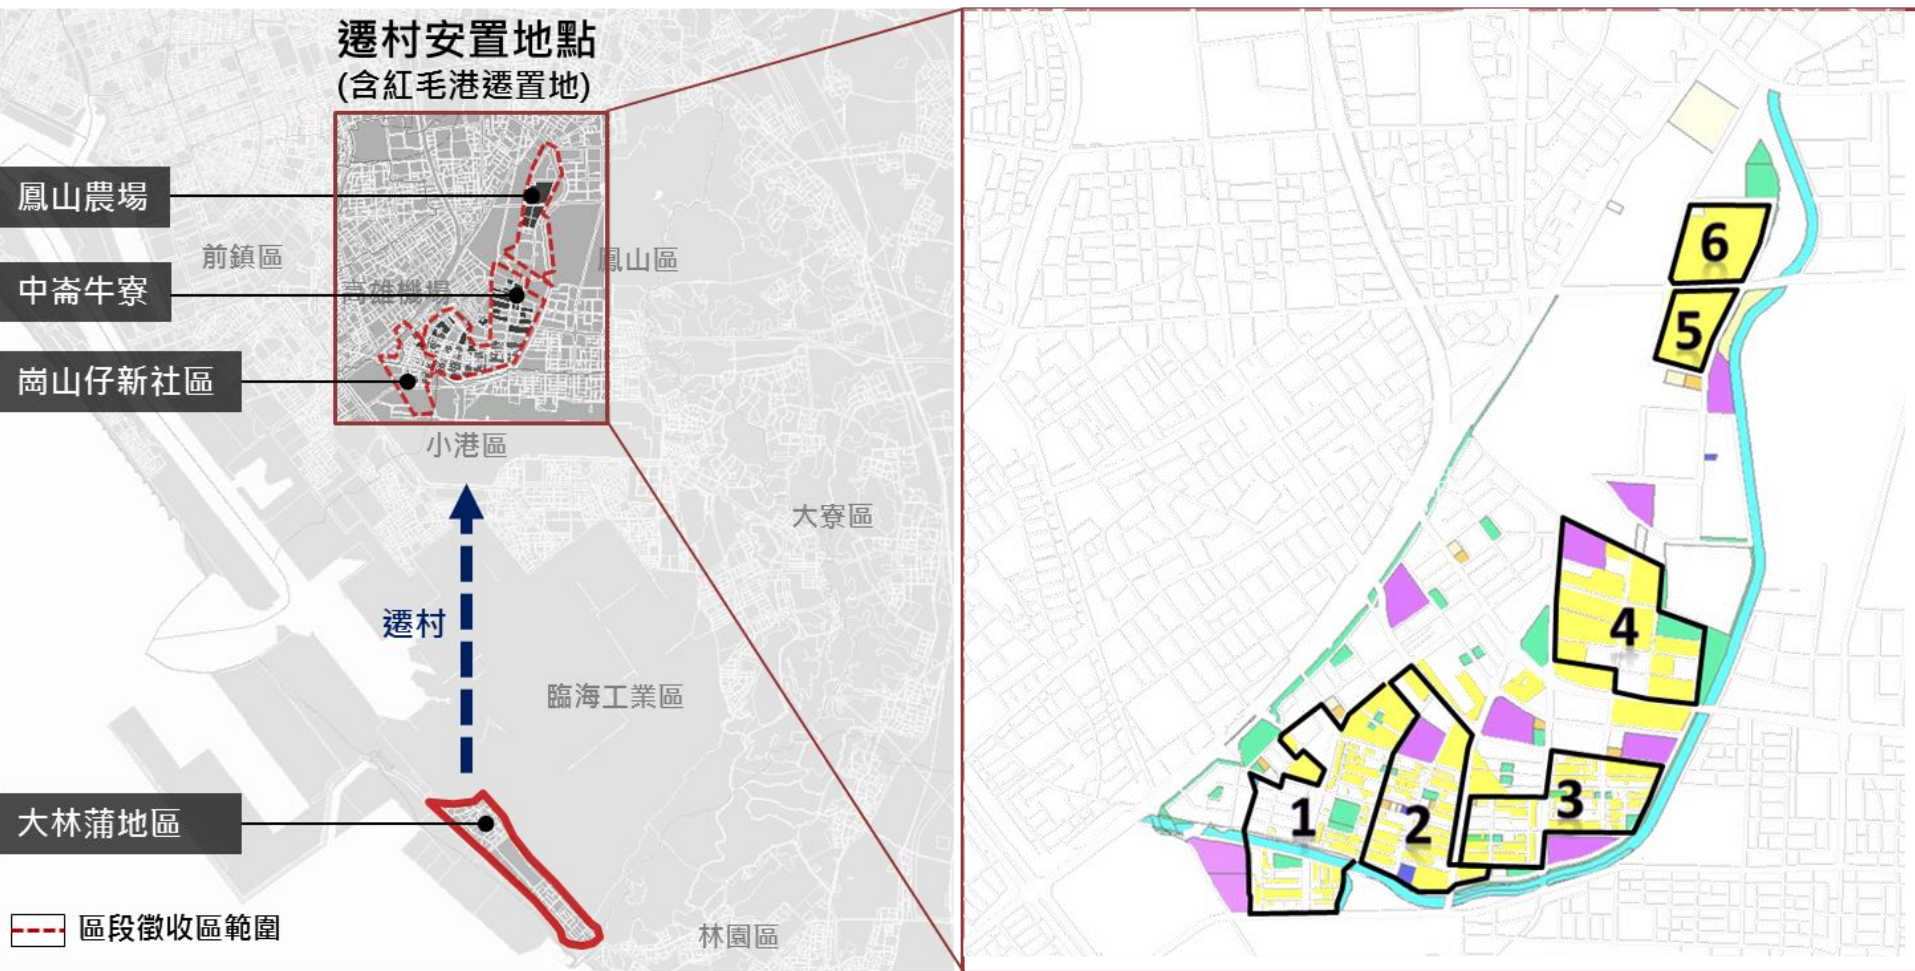 遷村安置地點
(含紅毛港遷置地)
鳳山農場
前鎮區
鳳山區
中崙牛寮
高雄機場
崗山仔新社區
小港區
大寮區
遷村
臨海工業區
大林蒲地區
區段徵收區範圍
林園區
6
5
4
3
1
2